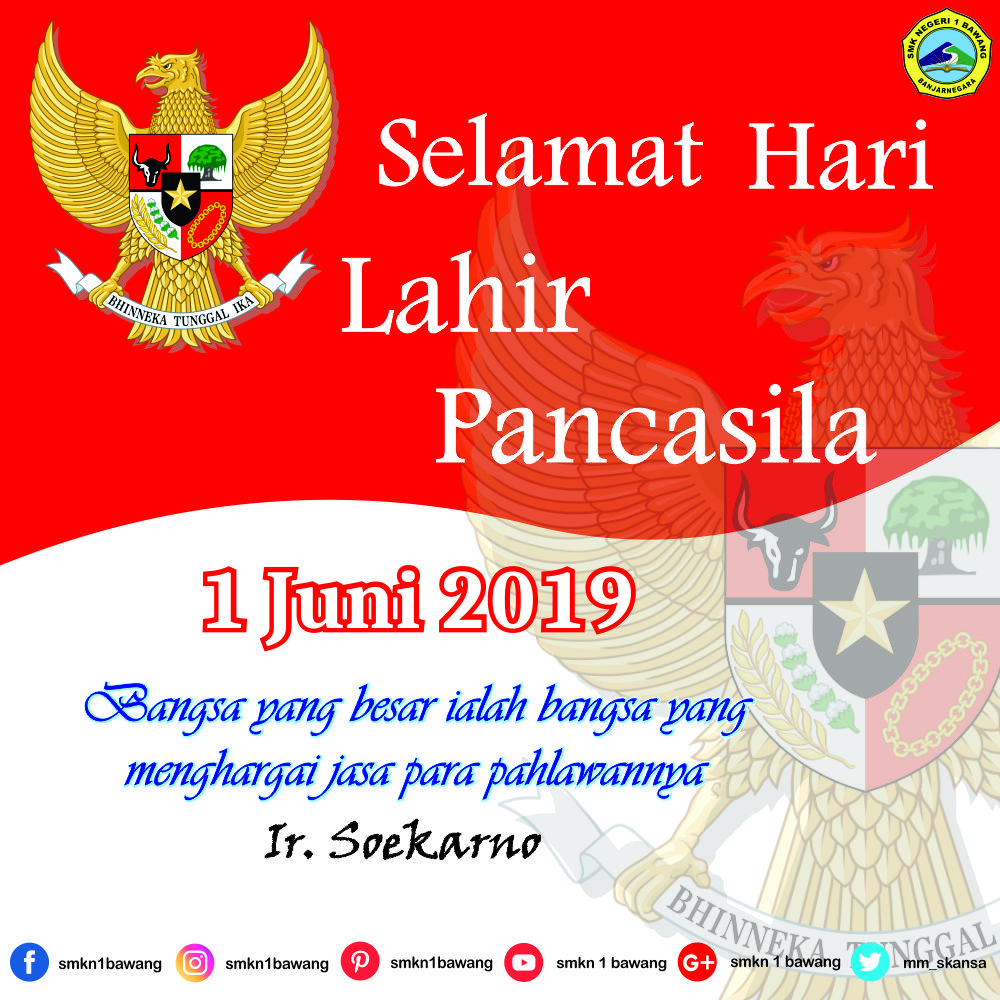 SMK NEGERI 1 BAWANG
BANJARNEGARA
BHINNEKA TUNGGAL IKA
Selamat Hari
Lahir
Pancasila
1 Juni 2019
Bangsa yang besar ialah bangsa yang
menghargai jasa para pahlawannya
Ir. Soekarno
BHINNEKA TUNGGAL
smkn1bawang
smkn1bawang
smkn1bawang
smkn 1 bawang
smkn 1 bawang
mm_skansa